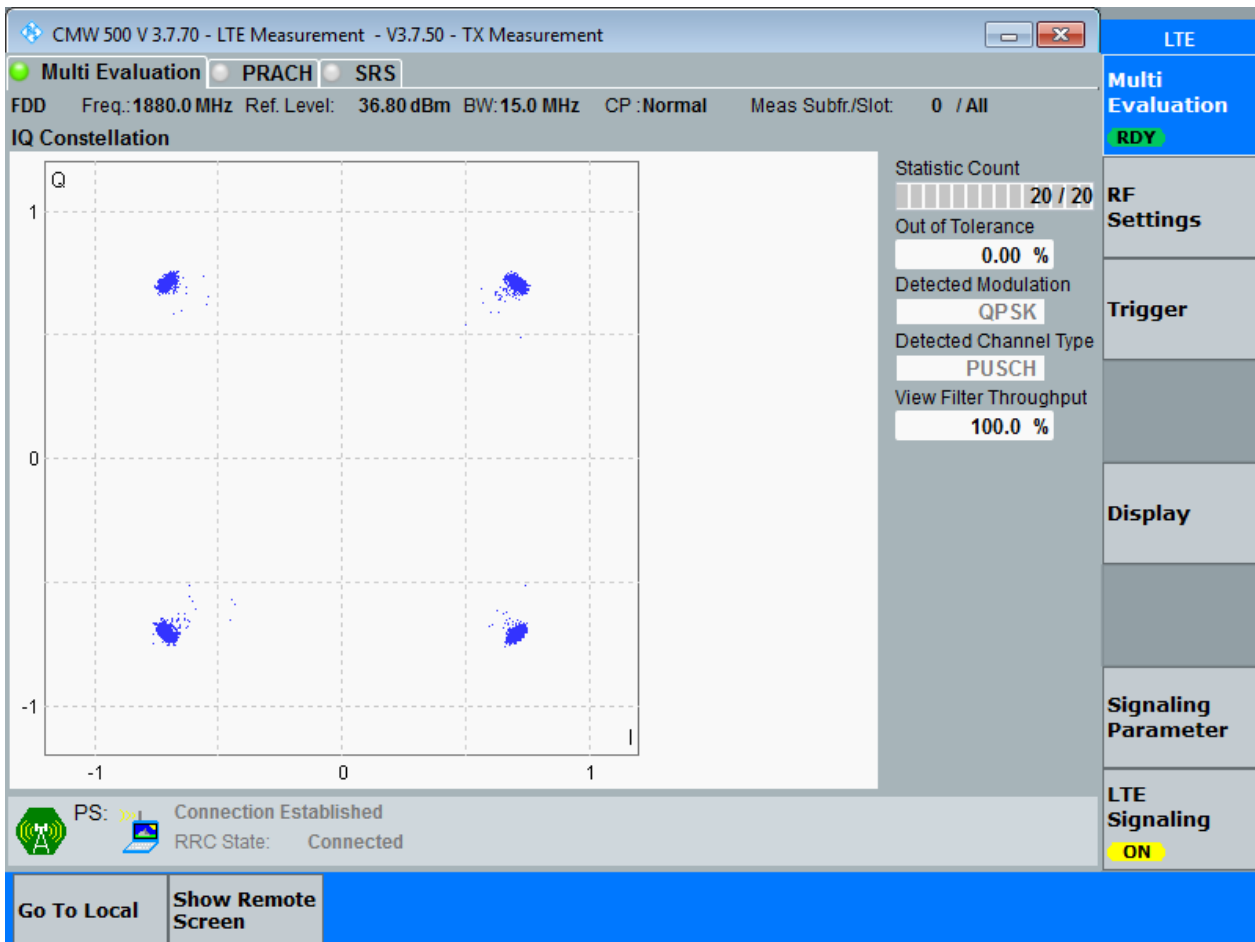 CMW 500 V 3.7.70 - LTE Measurement - V3.7.50 - TX Measurement
Multi Evaluation PRACH SRS
FDD Freq.: 1880.0 MHz Ref. Level: 36.80 dBm BW: 15.0 MHz CP : Normal Meas Subfr./Slot: 0 / All
IQ Constellation
Q
1
0
-1
I
-1 0 1
Statistic Count
20 / 20
Out of Tolerance
0.00 %
Detected Modulation
QPSK
Detected Channel Type
PUSCH
View Filter Throughput
100.0 %
PS: Connection Established
RRC State: Connected
LTE
Multi
Evaluation
RDY
RF
Settings
Trigger
Display
Signaling
Parameter
LTE
Signaling
ON
Go To Local
Show Remote
Screen